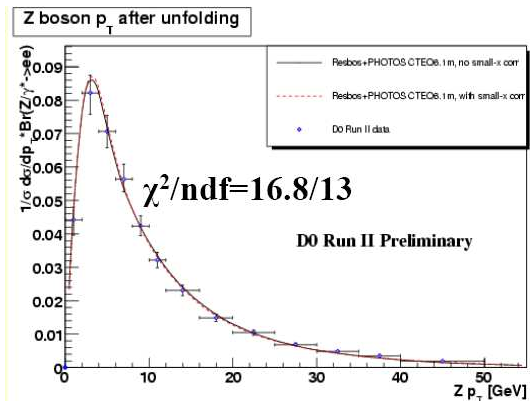 Z boson p_T after unfolding
1/σ dσ/dp_T*Br(Z/γ*->ee)
0.09
0.08
0.07
0.06
0.05
0.04
0.03
0.02
0.01
0
Resbos+PHOTOS CTEQ6.1m, no small-x corr
Resbos+PHOTOS CTEQ6.1m, with small-x corr
D0 Run II data
χ²/ndf=16.8/13
D0 Run II Preliminary
0 10 20 30 40 50
Z p_T [GeV]